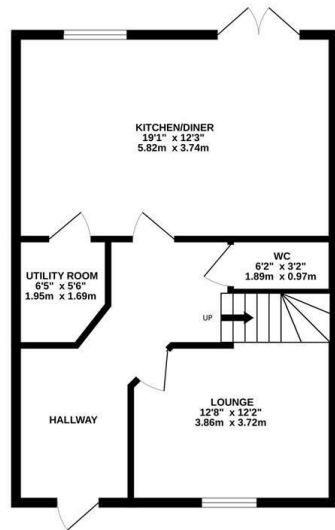 KITCHEN/DINER
19'1" x 12'3"
5.82m x 3.74m
UTILITY ROOM
6'5" x 5'6"
1.95m x 1.69m
WC
6'2" x 3'2"
1.89m x 0.97m
UP
HALLWAY
LOUNGE
12'8" x 12'2"
3.86m x 3.72m